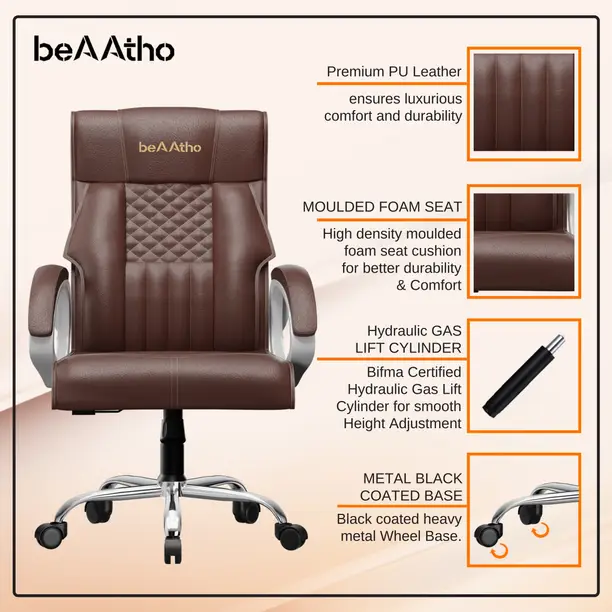 beAAtho
beAAtho
Premium PU Leather
ensures luxurious
comfort and durability
MOULDED FOAM SEAT
High density moulded
foam seat cushion
for better durability
& Comfort
Hydraulic GAS
LIFT CYLINDER
Bifma Certified
Hydraulic Gas Lift
Cylinder for smooth
Height Adjustment
METAL BLACK
COATED BASE
Black coated heavy
metal Wheel Base.